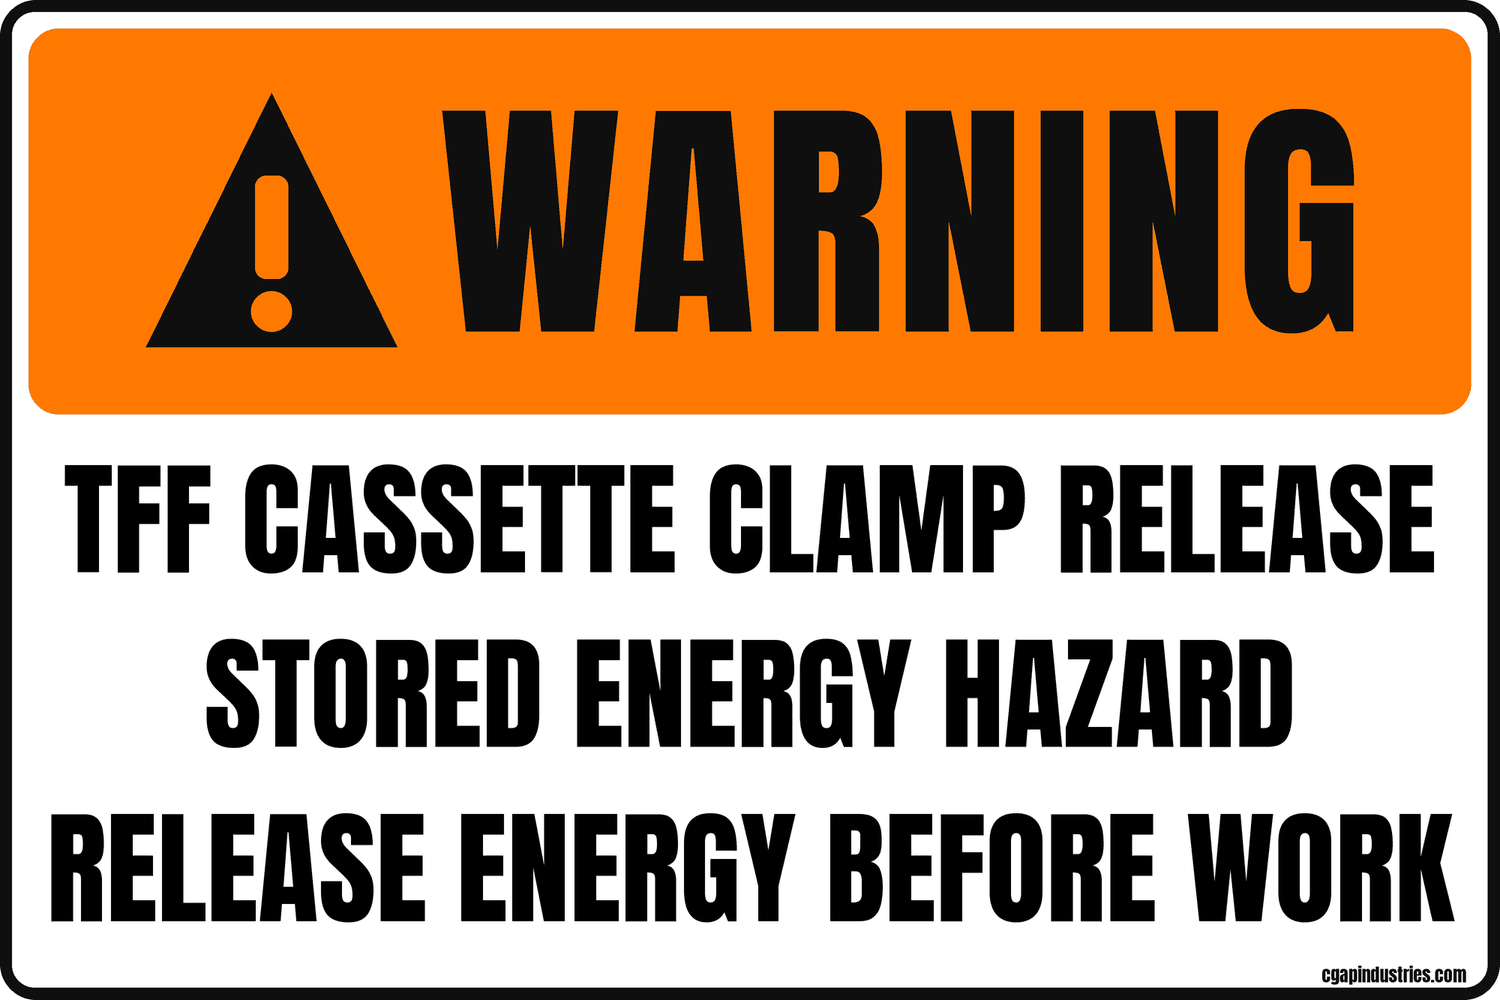 WARNING
TFF CASSETTE CLAMP RELEASE
STORED ENERGY HAZARD
RELEASE ENERGY BEFORE WORK
cgapindustries.com